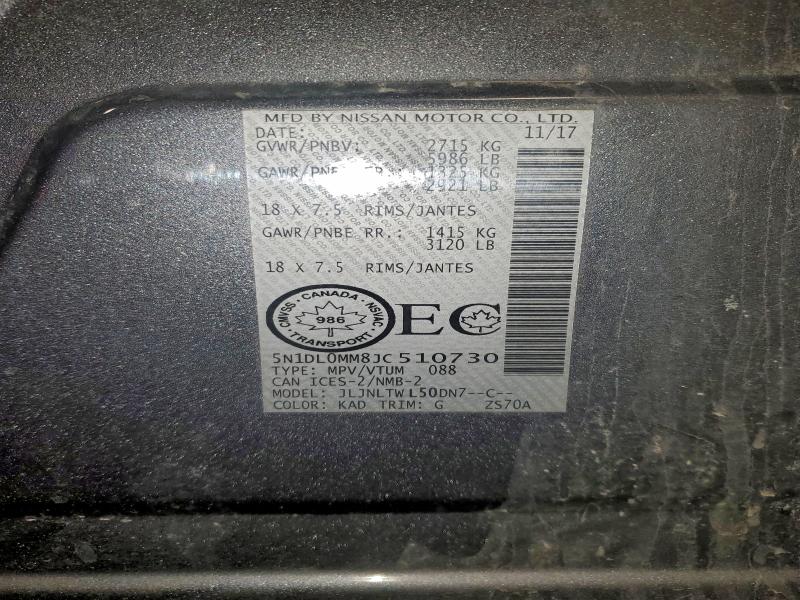 MFD BY NISSAN MOTOR CO., LTD.
DATE: 11/17
GVWR/PNBV: 2715 KG
5986 LB
1325 KG
2921 LB
18 X 7.5 RIMS/JANTES
GAWR/PNBE RR.: 1415 KG
3120 LB
18 X 7.5 RIMS/JANTES
CANADA · NSVAC · TRANSPORT · CMVSS
986
EC
5N1DL0MM8JC510730
TYPE: MPV/VTUM 088
CAN ICES-2/NMB-2
MODEL: JLJNLTWL50DN7--C--
COLOR: KAD TRIM: G ZS70A